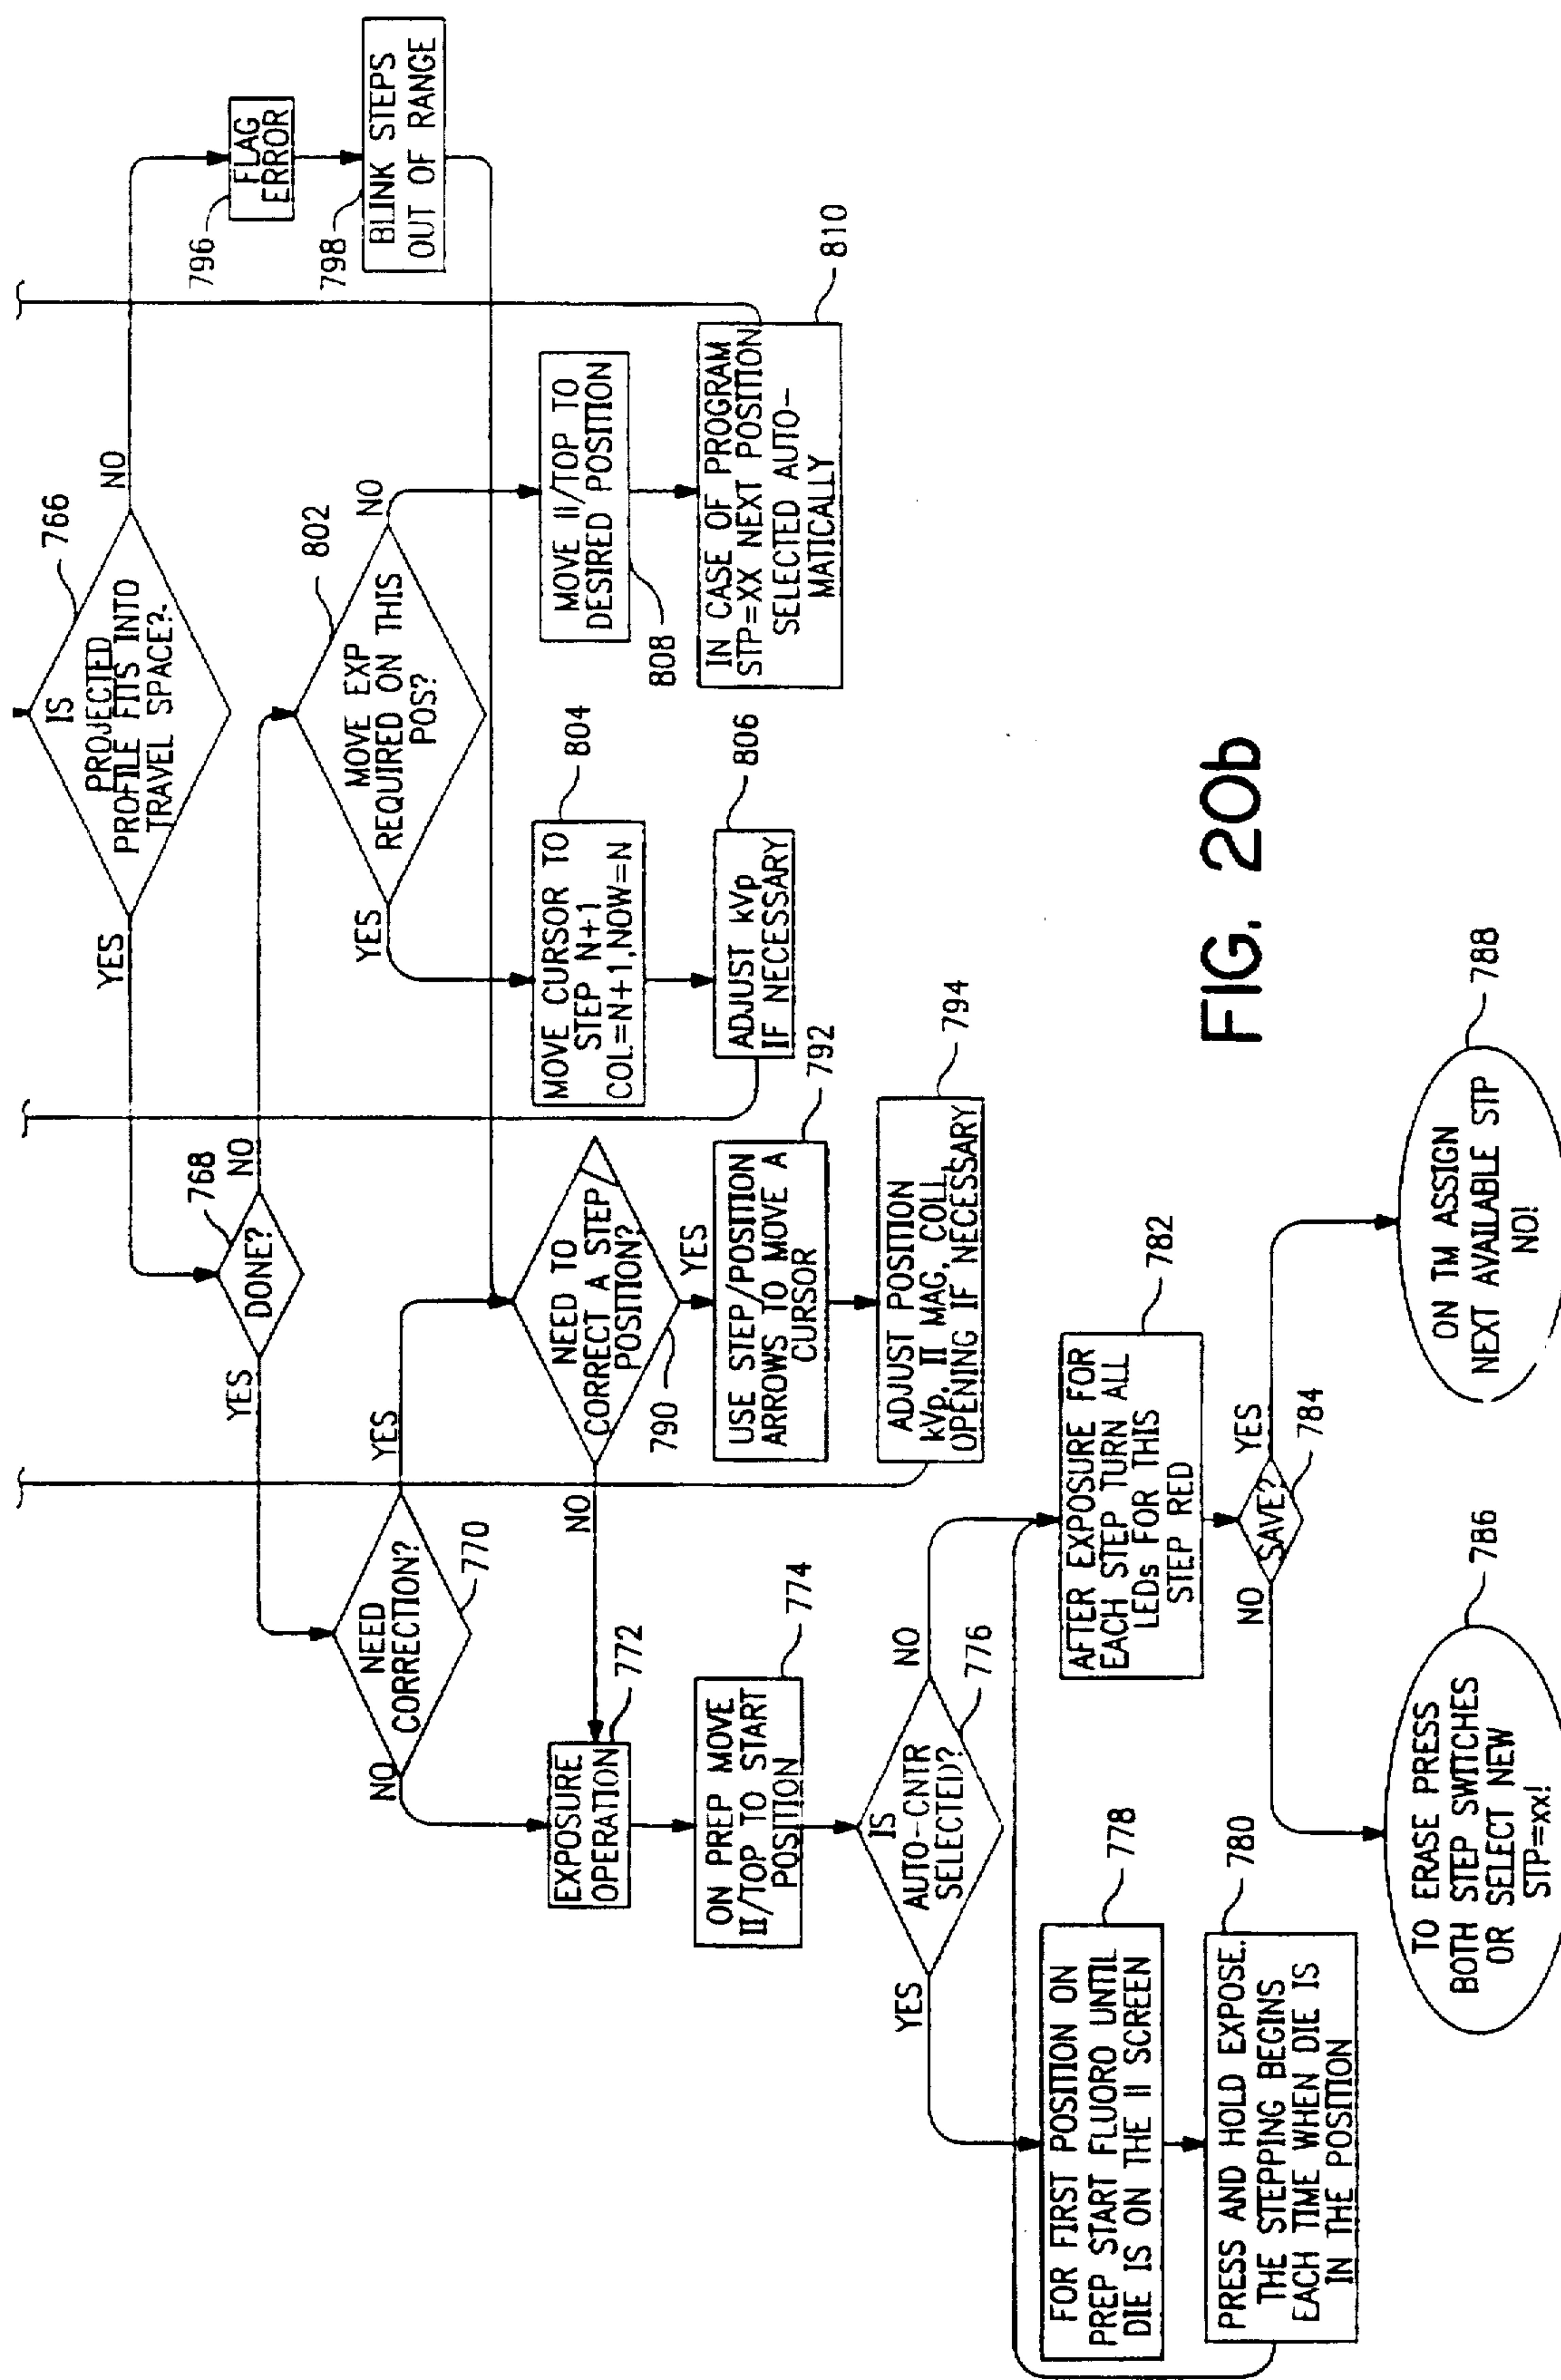 IS
PROJECTED
PROFILE FITS INTO
TRAVEL SPACE?
766
YES
NO
FLAG
ERROR
796
BLINK STEPS
OUT OF RANGE
798
DONE?
768
YES
NO
MOVE EXP
REQUIRED ON THIS
POS?
802
YES
NO
MOVE CURSOR TO
STEP N+1
COL=N+1,NOW=N
804
ADJUST kVp
IF NECESSARY
806
MOVE II/TOP TO
DESIRED POSITION
808
IN CASE OF PROGRAM
STP=XX NEXT POSITION
SELECTED AUTO-
MATICALLY
810
NEED
CORRECTION?
770
YES
NO
NEED TO
CORRECT A STEP/
POSITION?
790
NO
YES
USE STEP/POSITION
ARROWS TO MOVE A
CURSOR
792
ADJUST POSITION
kVp, II MAG, COLL,
OPENING IF NECESSARY
794
EXPOSURE
OPERATION
772
ON PREP MOVE
II/TOP TO START
POSITION
774
IS
AUTO-CNTR
SELECTED?
776
YES
NO
FOR FIRST POSITION ON
PREP START FLUORO UNTIL
DIE IS ON THE II SCREEN
778
PRESS AND HOLD EXPOSE.
THE STEPPING BEGINS
EACH TIME WHEN DIE IS
IN THE POSITION
780
AFTER EXPOSURE FOR
EACH STEP TURN ALL
LEDs FOR THIS
STEP RED
782
SAVE?
784
NO
YES
TO ERASE PRESS
BOTH STEP SWITCHES
OR SELECT NEW
STP=xx!
786
ON TM ASSIGN
NEXT AVAILABLE STP
NO!
788
FIG. 20b